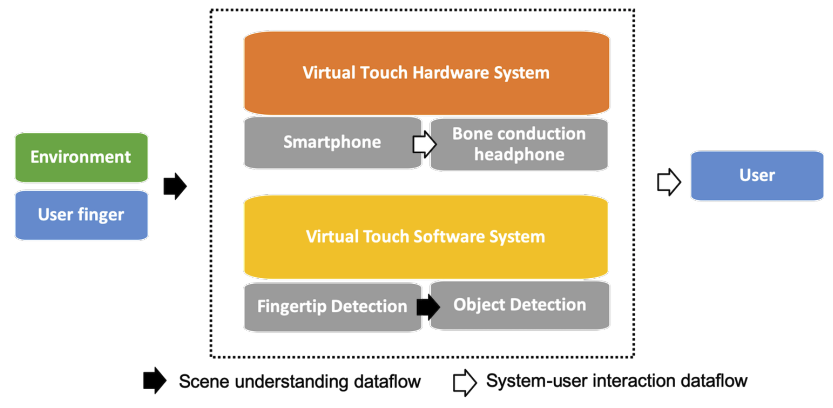 Virtual Touch Hardware System
Smartphone
Bone conduction
headphone
Environment
User finger
User
Virtual Touch Software System
Fingertip Detection
Object Detection
Scene understanding dataflow
System-user interaction dataflow